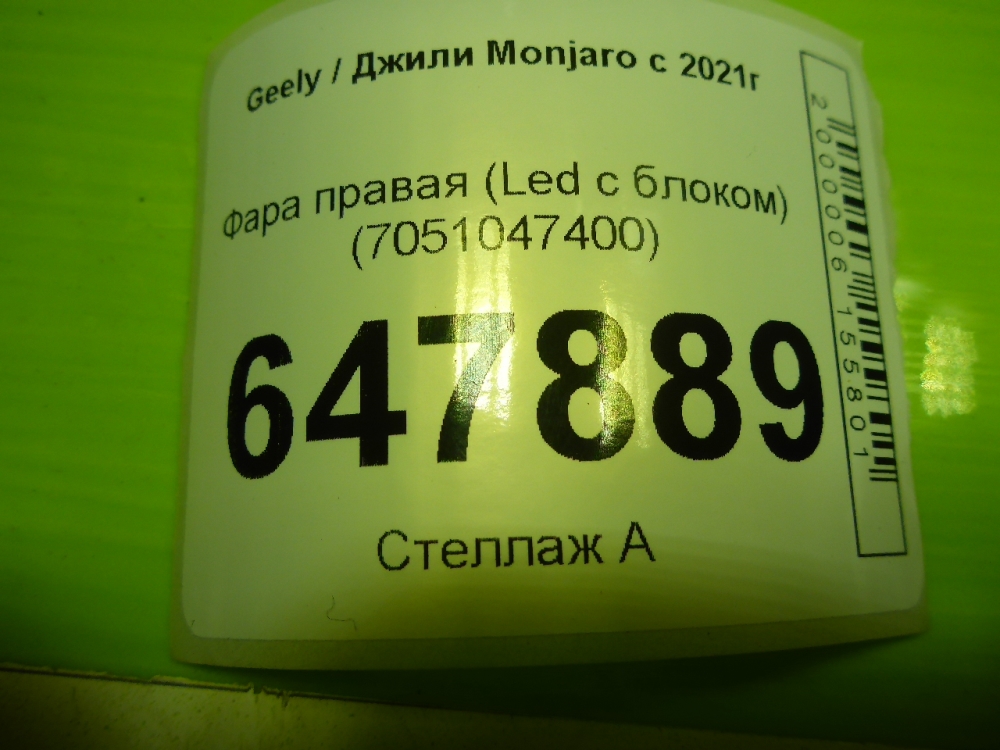 Geely / Джили Monjaro с 2021г
Фара правая (Led с блоком)
(7051047400)
647889
Стеллаж А
2000006155801